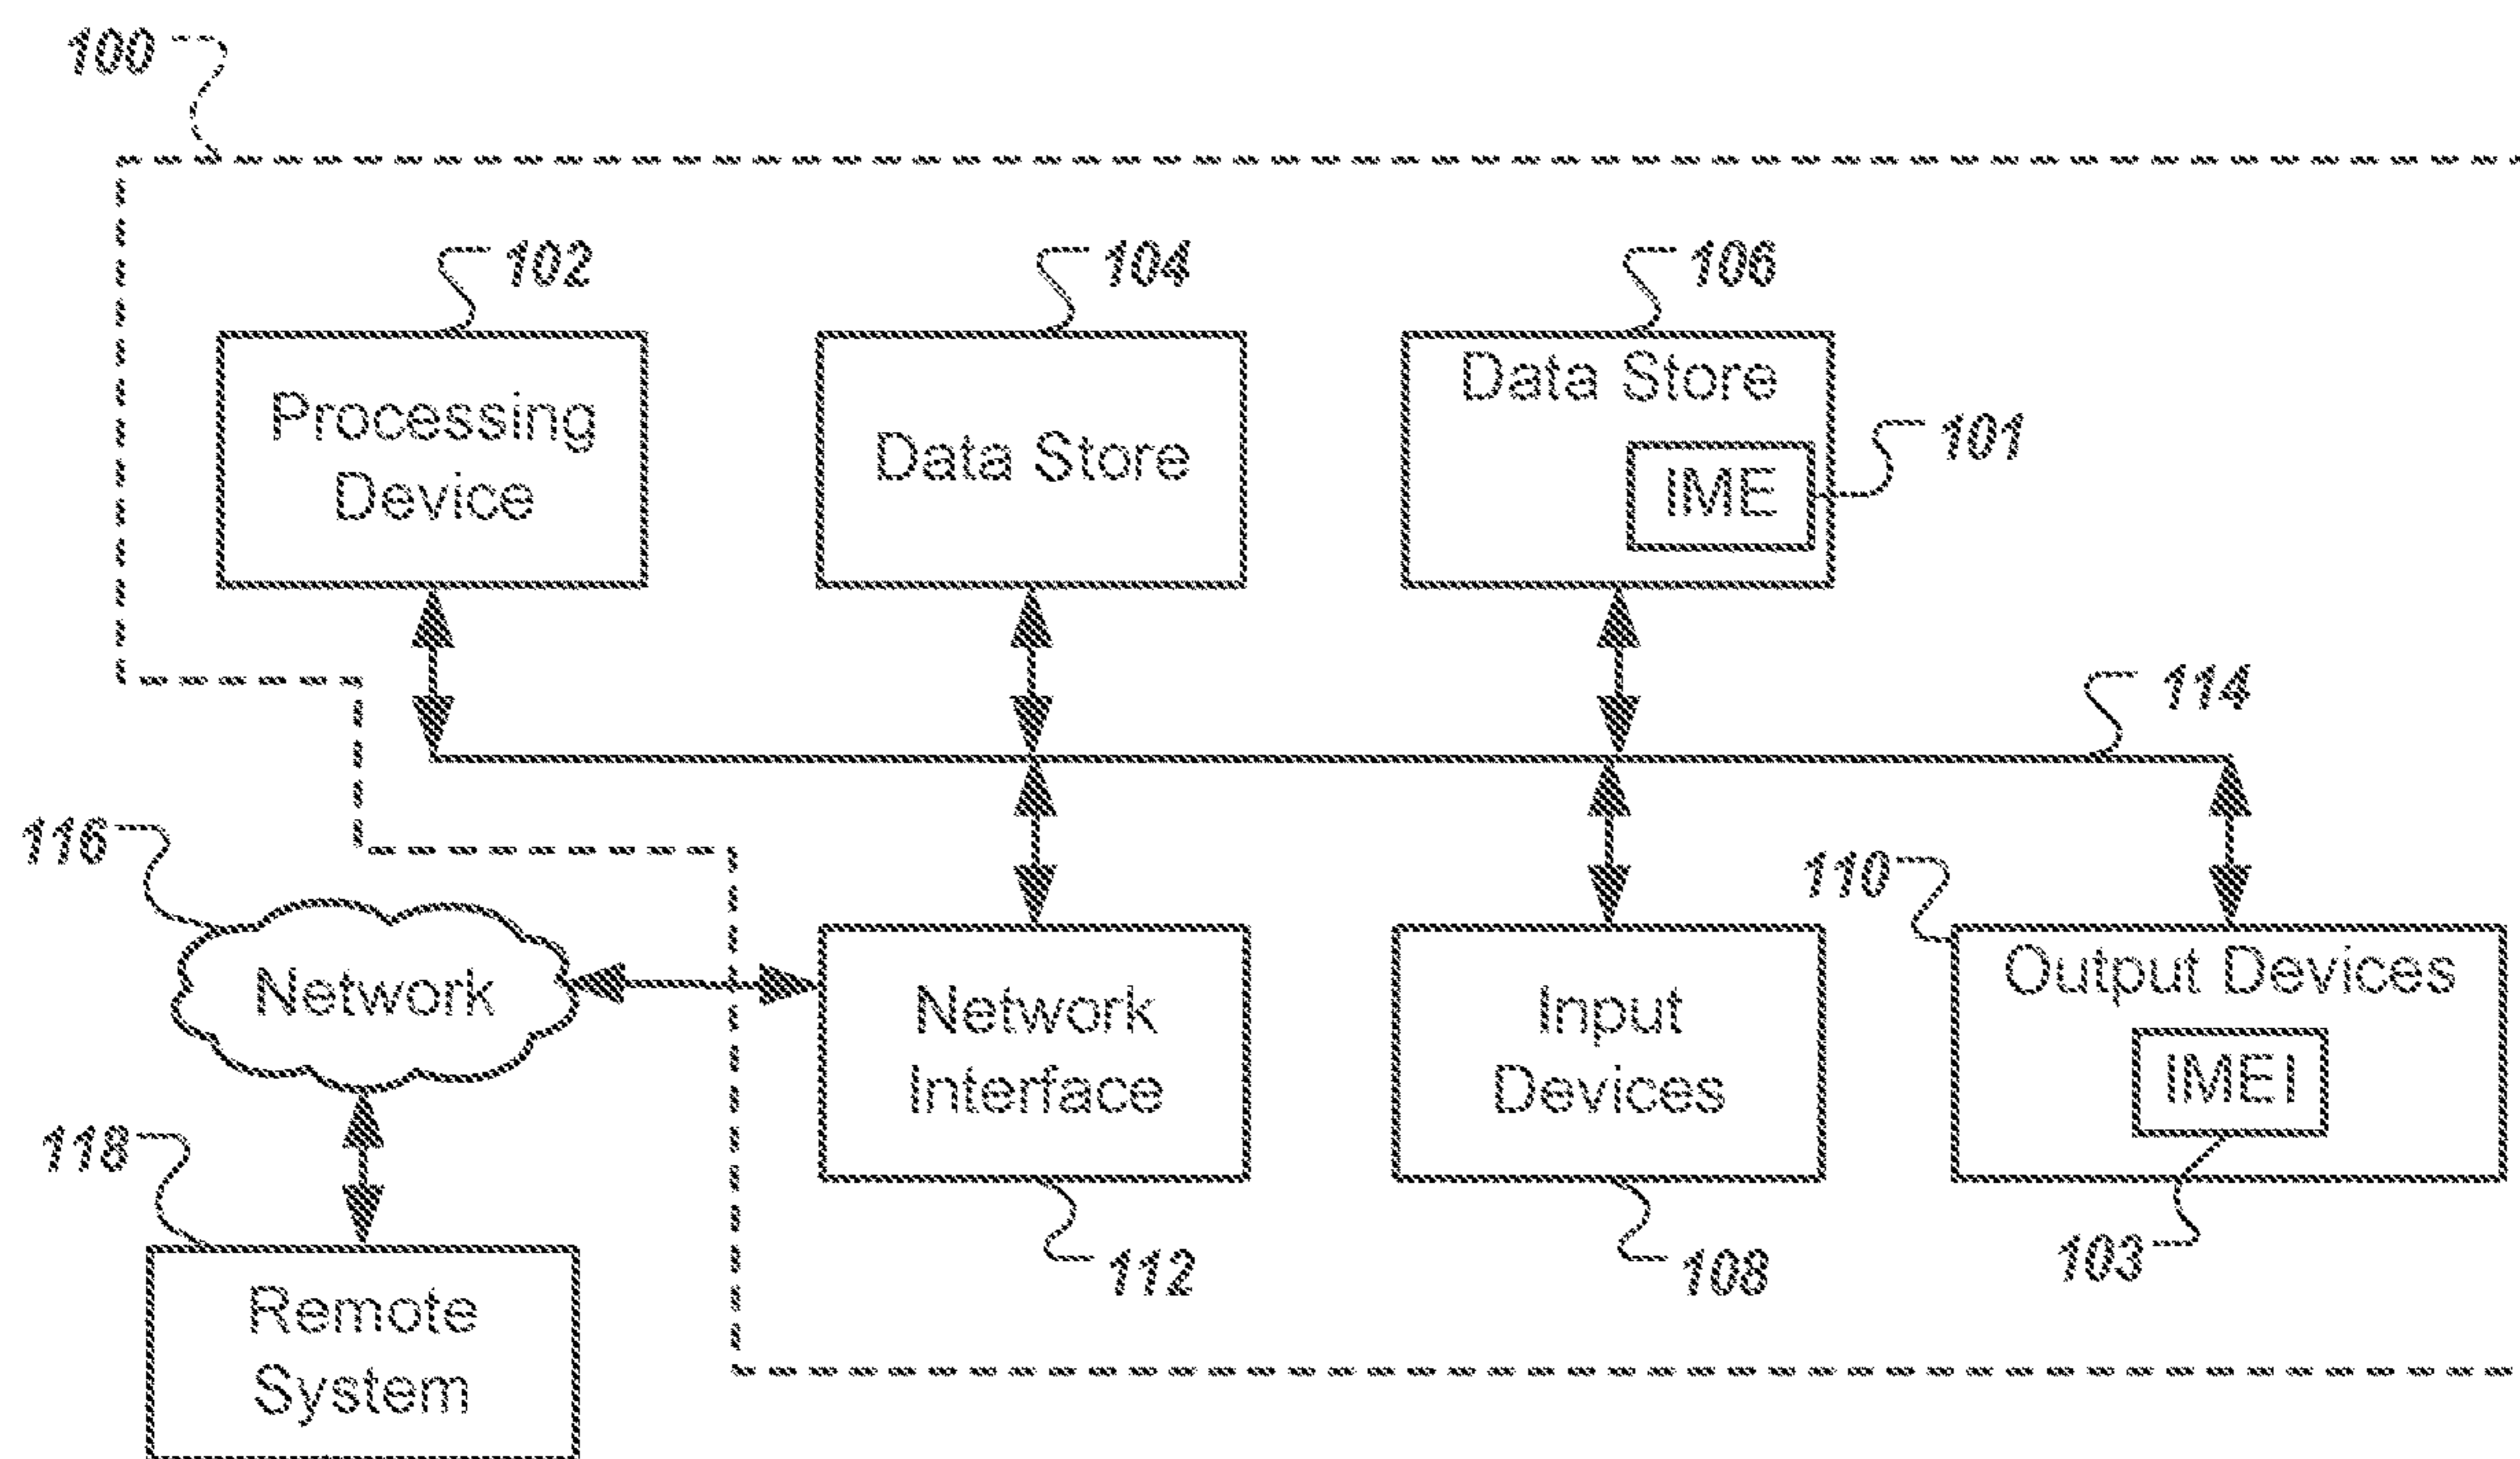 100
102
104
106
Processing
Device
Data Store
Data Store
IME
101
114
116
Network
118
Remote
System
Network
Interface
112
Input
Devices
108
110
Output Devices
IMEI
103